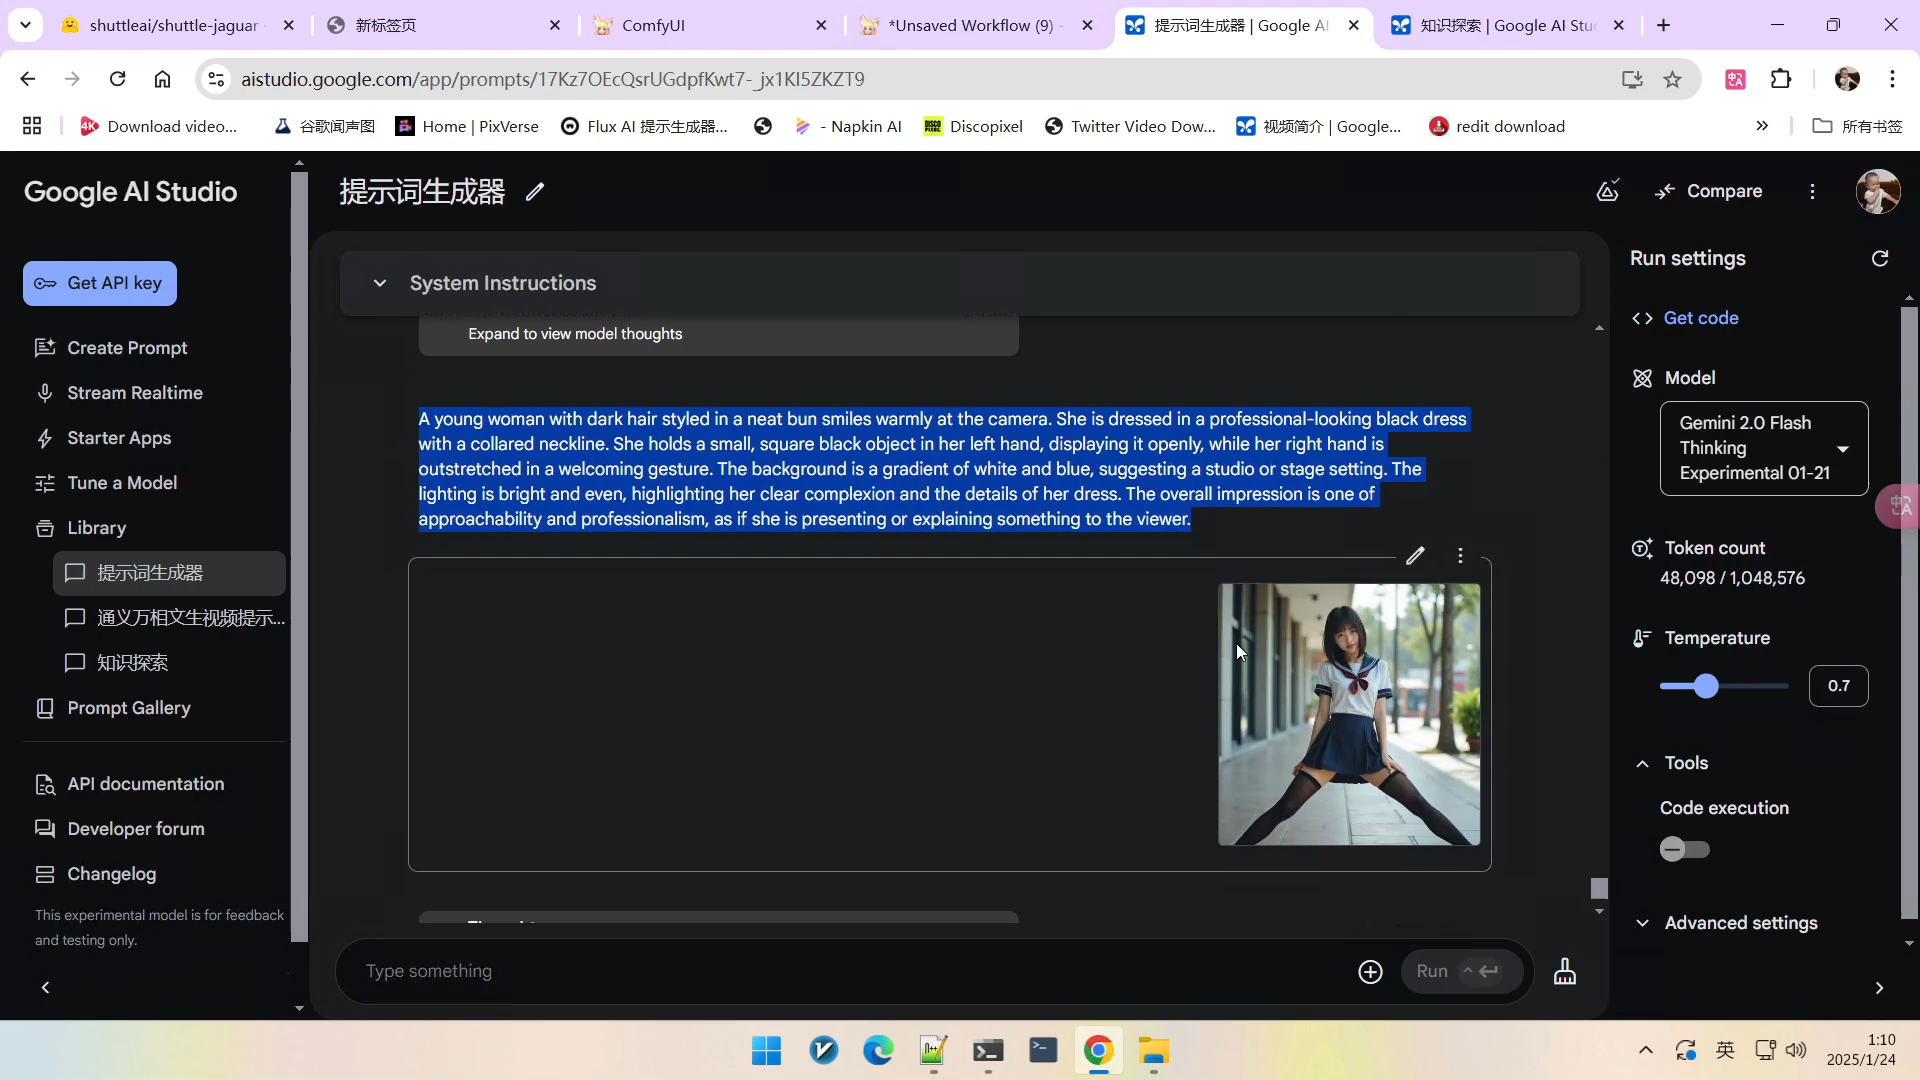 shuttleai/shuttle-jaguar
新标签页
ComfyUI
*Unsaved Workflow (9) -
提示词生成器 | Google AI
知识探索 | Google AI Stu
aistudio.google.com/app/prompts/17Kz7OEcQsrUGdpfKwt7-_jx1KI5ZKZT9
Download video...
谷歌闻声图
Home | PixVerse
Flux AI 提示生成器...
- Napkin AI
Discopixel
Twitter Video Dow...
视频简介 | Google...
redit download
所有书签
Google AI Studio
提示词生成器
Compare
Get API key
System Instructions
Run settings
Expand to view model thoughts
Get code
Create Prompt
Stream Realtime
Starter Apps
Tune a Model
Library
提示词生成器
通义万相文生视频提示...
知识探索
Prompt Gallery
API documentation
Developer forum
Changelog
This experimental model is for feedback
and testing only.
A young woman with dark hair styled in a neat bun smiles warmly at the camera. She is dressed in a professional-looking black dress
with a collared neckline. She holds a small, square black object in her left hand, displaying it openly, while her right hand is
outstretched in a welcoming gesture. The background is a gradient of white and blue, suggesting a studio or stage setting. The
lighting is bright and even, highlighting her clear complexion and the details of her dress. The overall impression is one of
approachability and professionalism, as if she is presenting or explaining something to the viewer.
Model
Gemini 2.0 Flash
Thinking
Experimental 01-21
Token count
48,098 / 1,048,576
Temperature
0.7
Tools
Code execution
Advanced settings
Type something
Run
英
1:10
2025/1/24